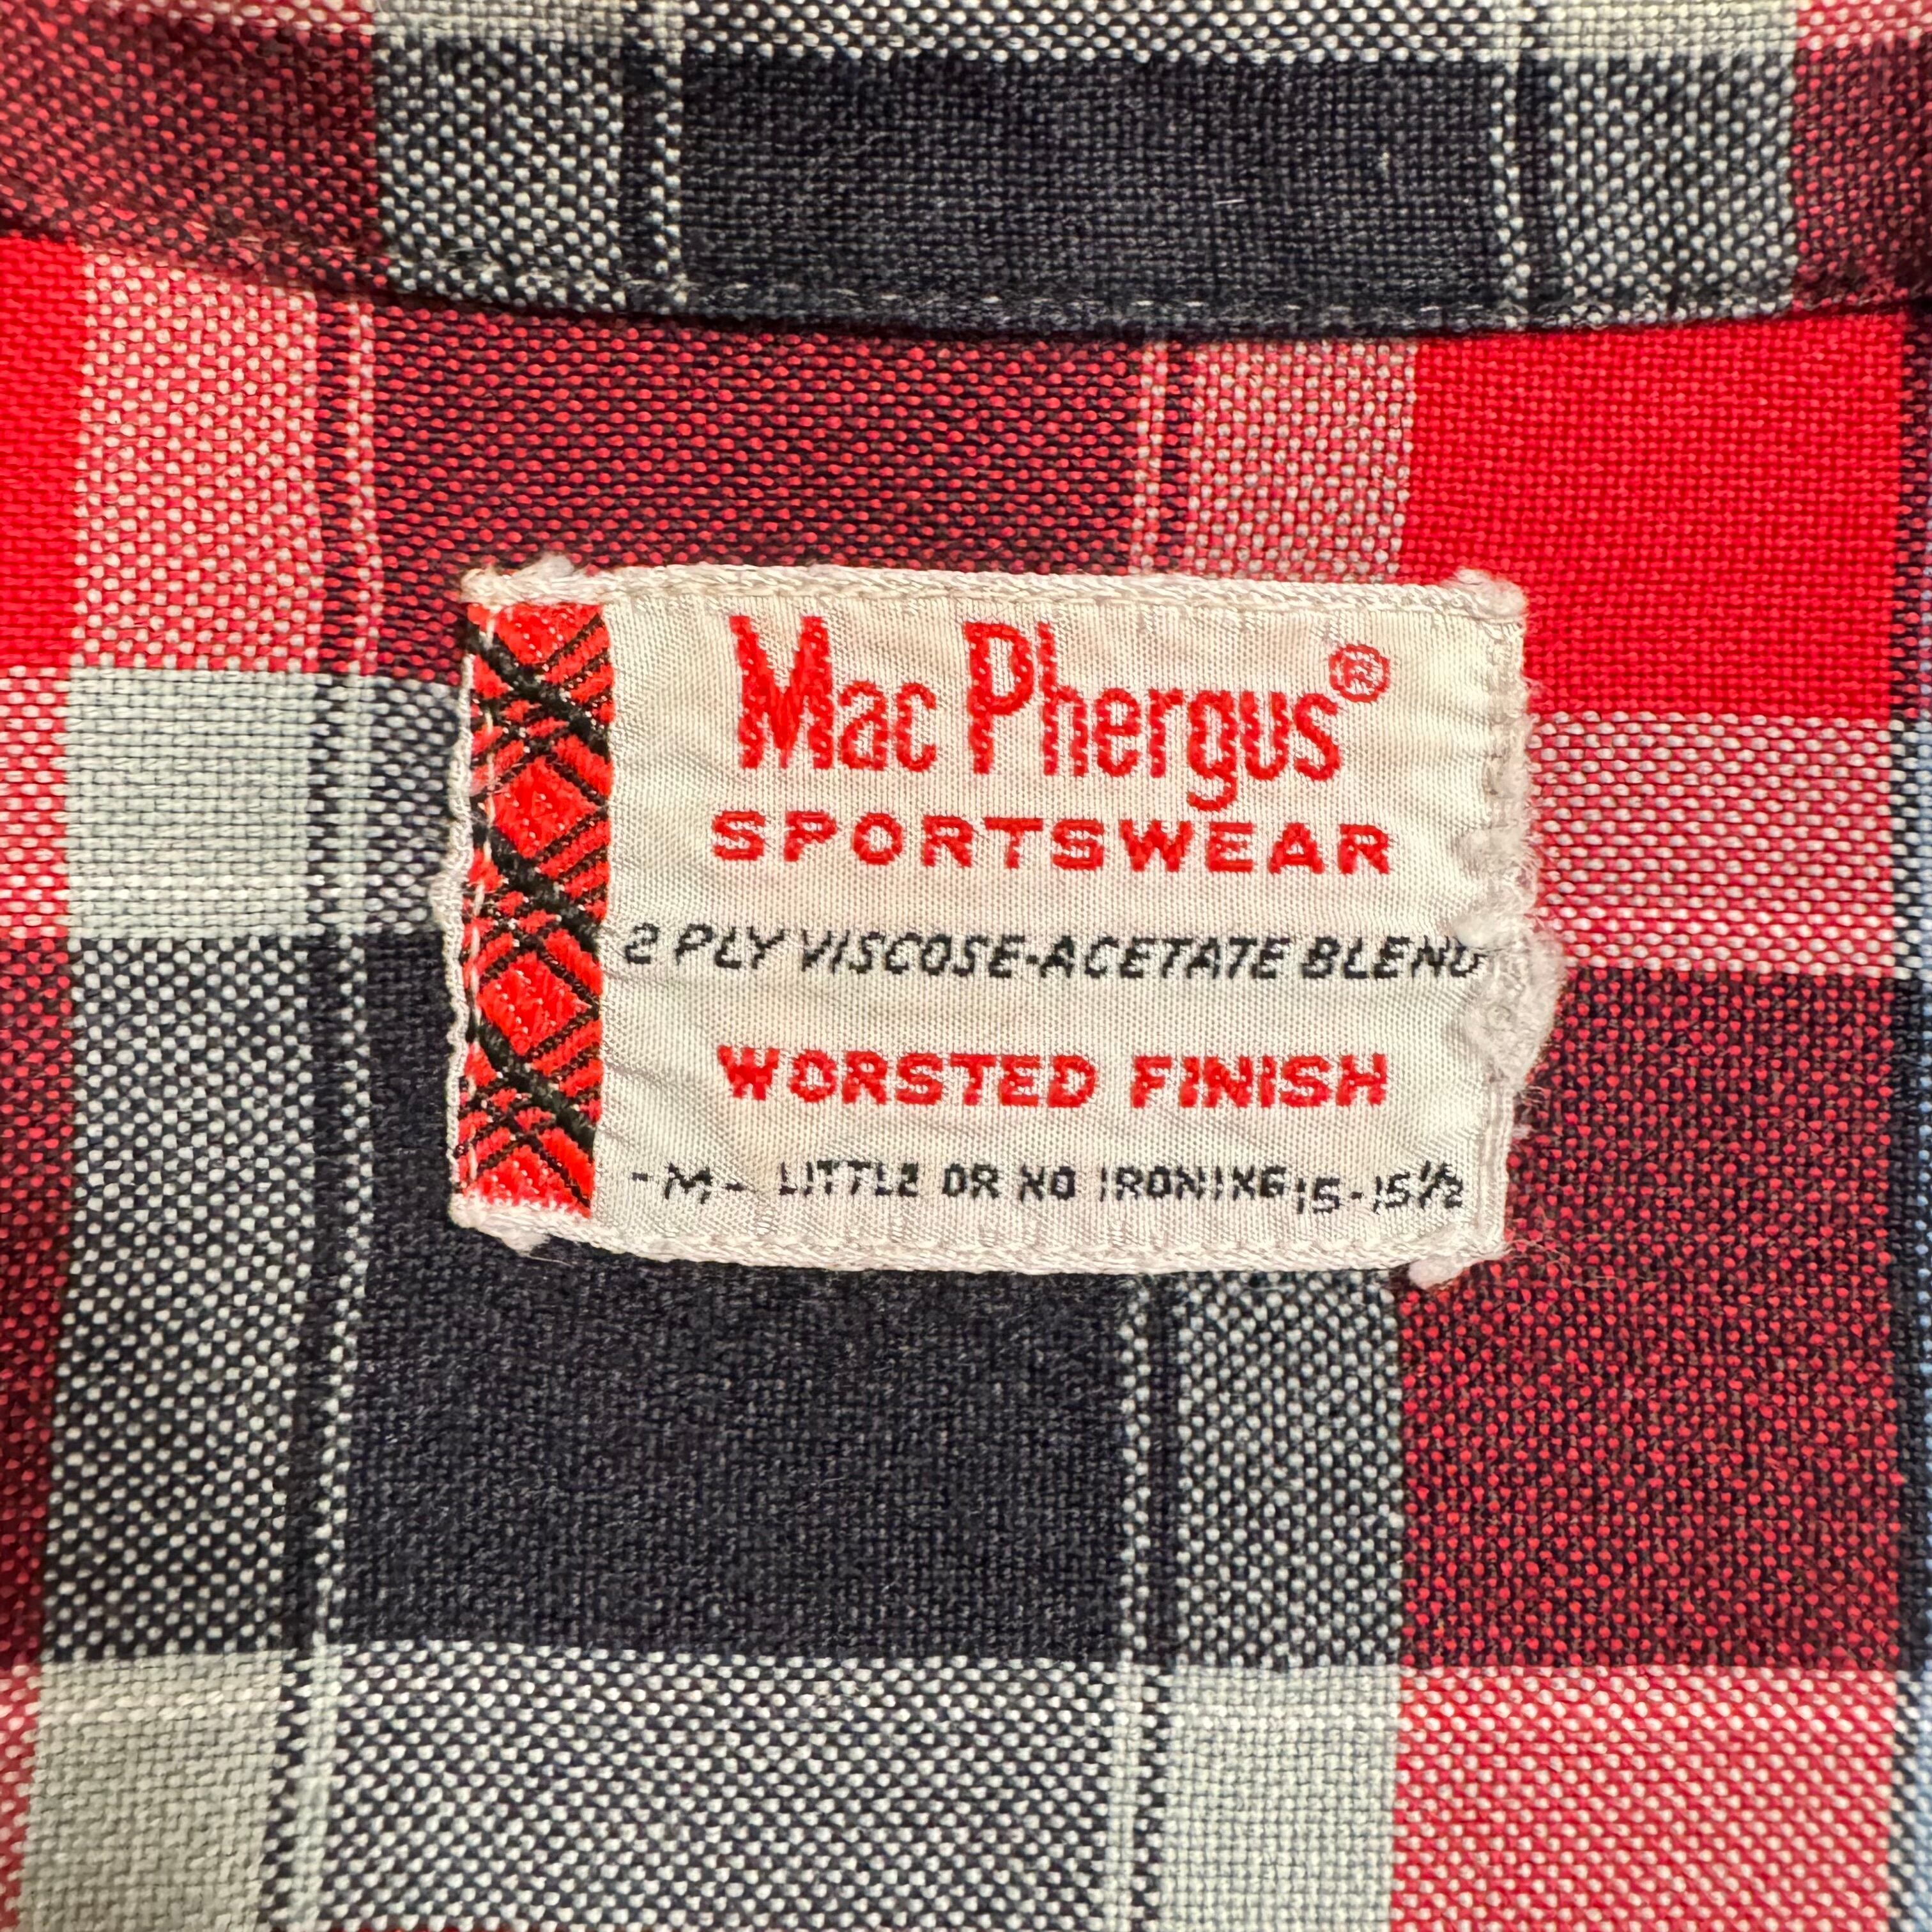 Mac Phergus®
SPORTSWEAR
2 PLY VISCOSE-ACETATE BLEND
WORSTED FINISH
- M - LITTLE OR NO IRONING 15-15½